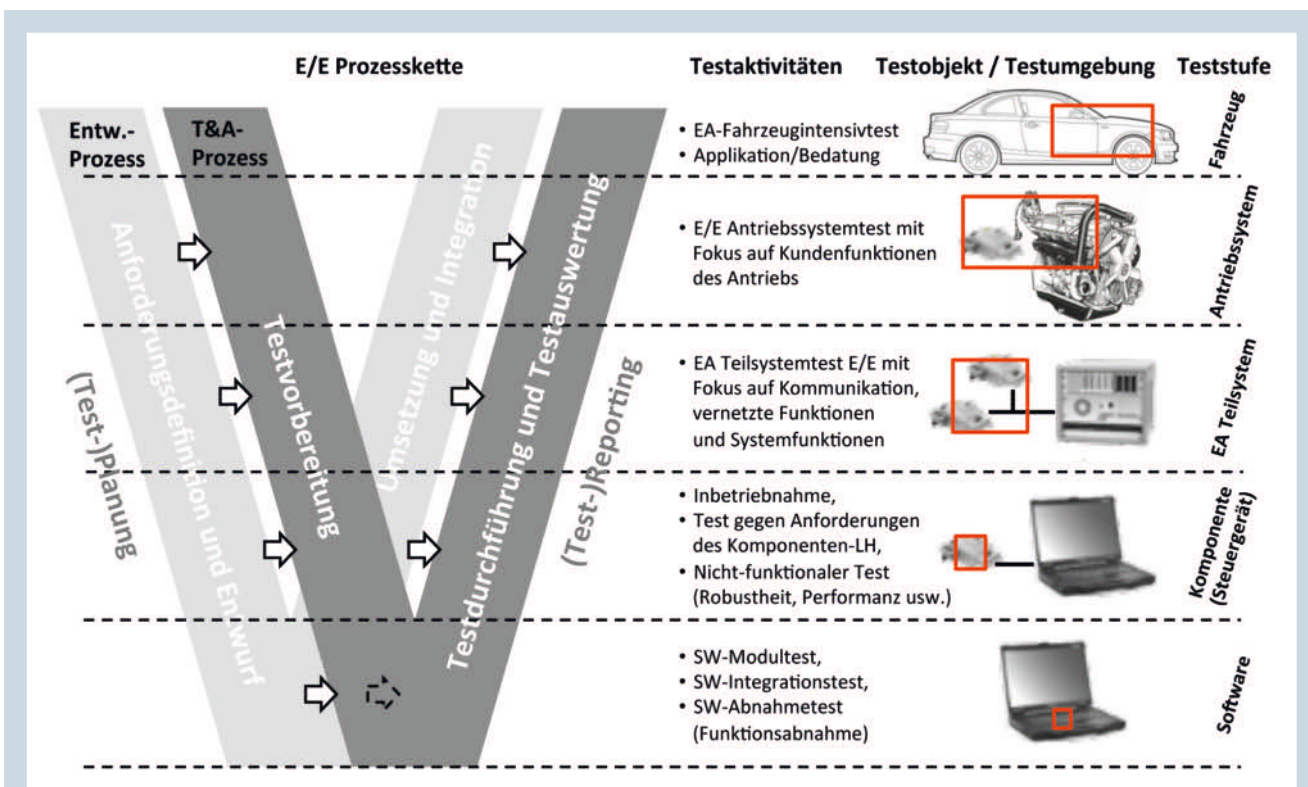 E/E Prozesskette
Testaktivitäten
Testobjekt / Testumgebung
Teststufe
Entw.-
Prozess
T&A-
Prozess
(Test-)Planung
Anforderungsdefinition und Entwurf
Testvorbereitung
Umsetzung und Integration
Testdurchführung und Testauswertung
(Test-)Reporting
• EA-Fahrzeugintensivtest
• Applikation/Bedatung
Fahrzeug
• E/E Antriebssystemtest mit
Fokus auf Kundenfunktionen
des Antriebs
Antriebssystem
• EA Teilsystemtest E/E mit
Fokus auf Kommunikation,
vernetzte Funktionen
und Systemfunktionen
EA Teilsystem
• Inbetriebnahme,
• Test gegen Anforderungen
des Komponenten-LH,
• Nicht-funktionaler Test
(Robustheit, Performanz usw.)
Komponente
(Steuergerät)
• SW-Modultest,
• SW-Integrationstest,
• SW-Abnahmetest
(Funktionsabnahme)
Software